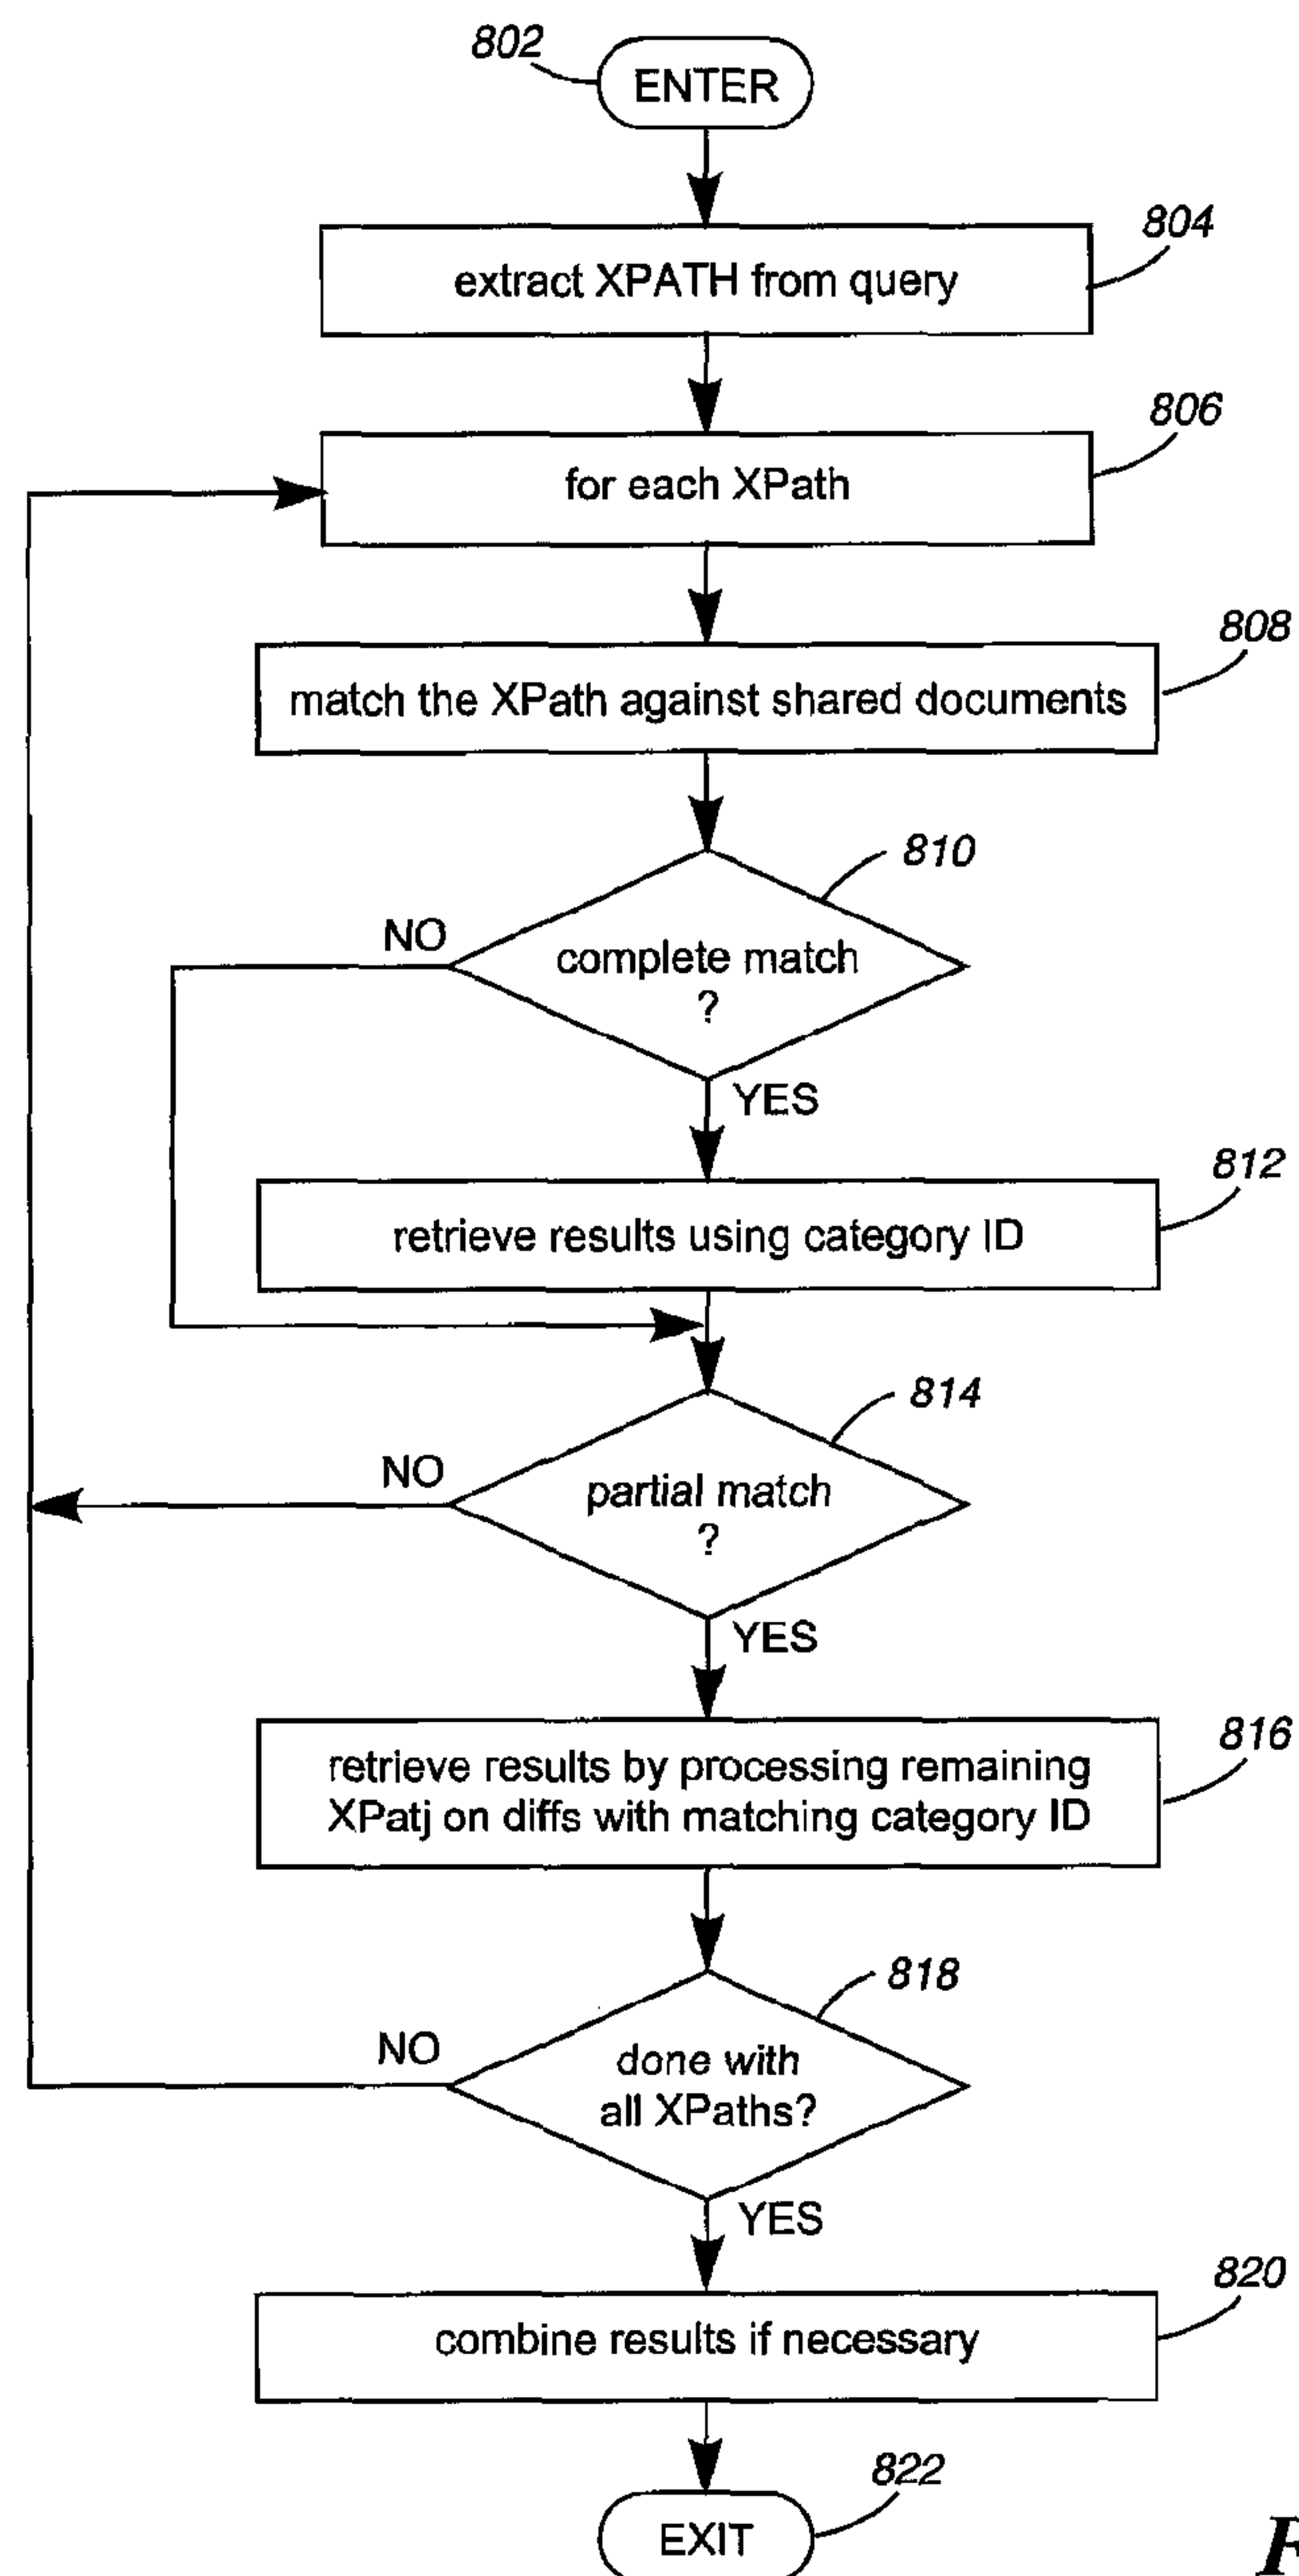 802
ENTER
804
extract XPATH from query
806
for each XPath
808
match the XPath against shared documents
810
NO
complete match
?
YES
812
retrieve results using category ID
814
NO
partial match
?
YES
816
retrieve results by processing remaining
XPatj on diffs with matching category ID
818
NO
done with
all XPaths?
YES
820
combine results if necessary
822
EXIT